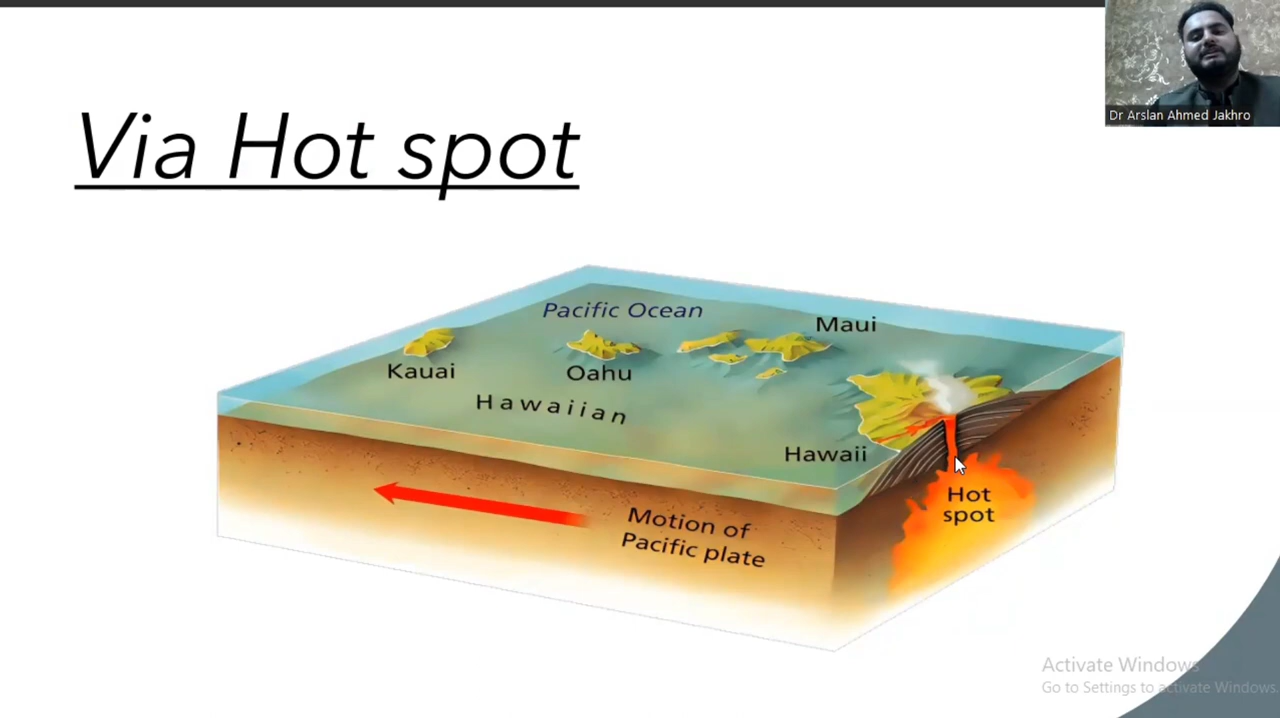 Dr Arslan Ahmed Jakhro
Via Hot spot
Pacific Ocean
Maui
Kauai
Oahu
Hawaiian
Hawaii
Hot
spot
Motion of
Pacific plate
Activate Windows
Go to Settings to activate Windows.